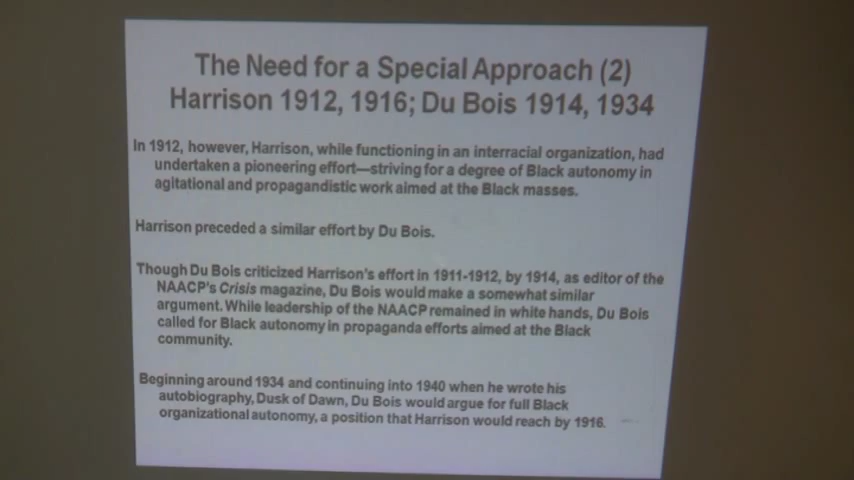 The Need for a Special Approach (2)
Harrison 1912, 1916; Du Bois 1914, 1934
In 1912, however, Harrison, while functioning in an interracial organization, had
undertaken a pioneering effort—striving for a degree of Black autonomy in
agitational and propagandistic work aimed at the Black masses.
Harrison preceded a similar effort by Du Bois.
Though Du Bois criticized Harrison's effort in 1911-1912, by 1914, as editor of the
NAACP's Crisis magazine, Du Bois would make a somewhat similar
argument. While leadership of the NAACP remained in white hands, Du Bois
called for Black autonomy in propaganda efforts aimed at the Black
community.
Beginning around 1934 and continuing into 1940 when he wrote his
autobiography, Dusk of Dawn, Du Bois would argue for full Black
organizational autonomy, a position that Harrison would reach by 1916.